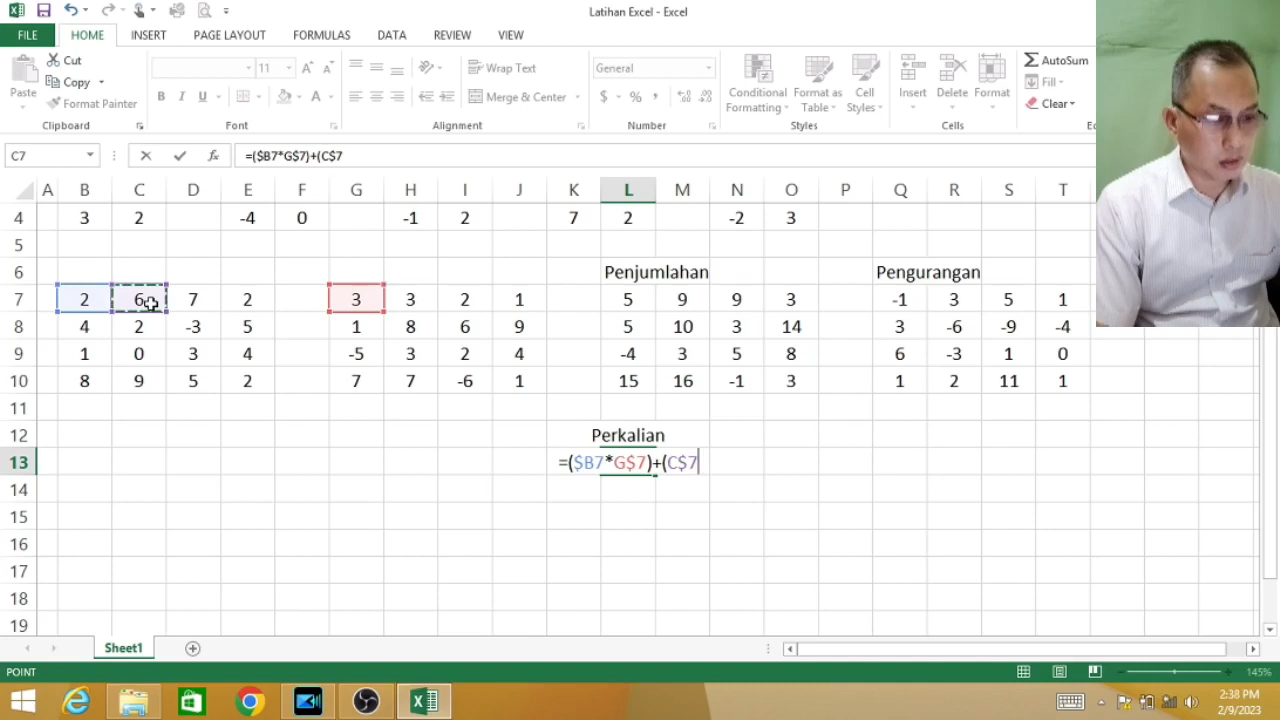 Latihan Excel - Excel
FILE HOME INSERT PAGE LAYOUT FORMULAS DATA REVIEW VIEW
Cut
Copy
Format Painter
Paste
11
Wrap Text
Merge & Center
General
$ % ,
Conditional Formatting
Format as Table
Cell Styles
Insert
Delete
Format
AutoSum
Fill
Clear
Clipboard Font Alignment Number Styles Cells
C7 =($B7*G$7)+(C$7
A B C D E F G H I J K L M N O P Q R S T
4 3 2 -4 0 -1 2 7 2 -2 3
5
6 Penjumlahan Pengurangan
7 2 6 7 2 3 3 2 1 5 9 9 3 -1 3 5 1
8 4 2 -3 5 1 8 6 9 5 10 3 14 3 -6 -9 -4
9 1 0 3 4 -5 3 2 4 -4 3 5 8 6 -3 1 0
10 8 9 5 2 7 7 -6 1 15 16 -1 3 1 2 11 1
11
12 Perkalian
13 =($B7*G$7)+(C$7
14
15
16
17
18
19
Sheet1
POINT 145%
2:38 PM
2/9/2023